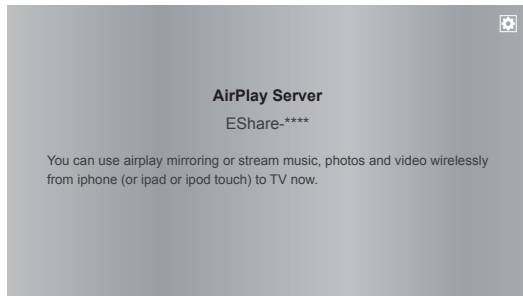 AirPlay Server
EShare-****
You can use airplay mirroring or stream music, photos and video wirelessly
from iphone (or ipad or ipod touch) to TV now.